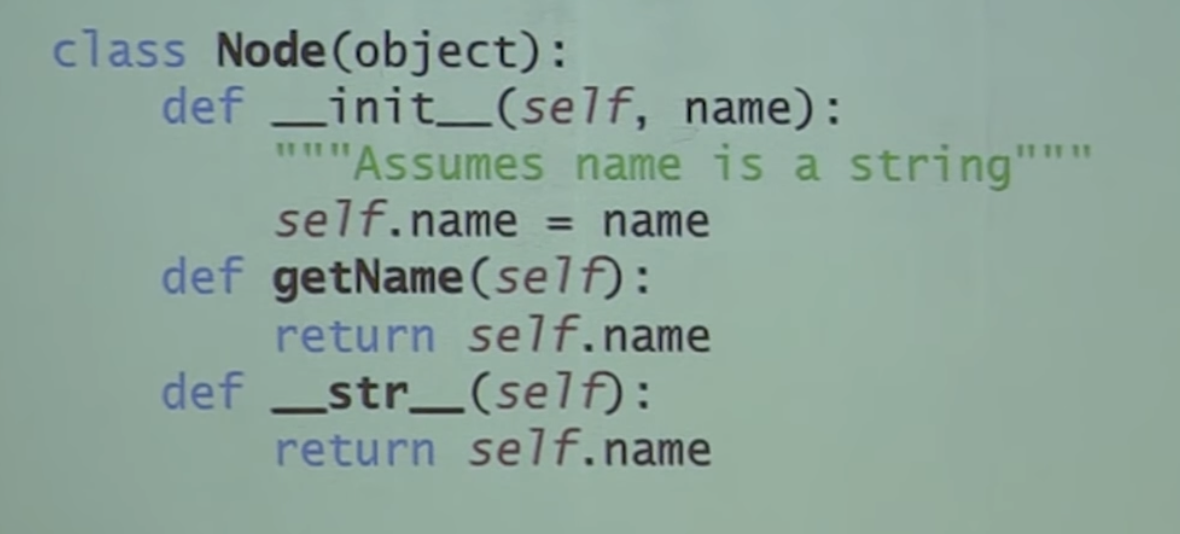 class Node(object):
    def __init__(self, name):
        """Assumes name is a string"""
        self.name = name
    def getName(self):
        return self.name
    def __str__(self):
        return self.name